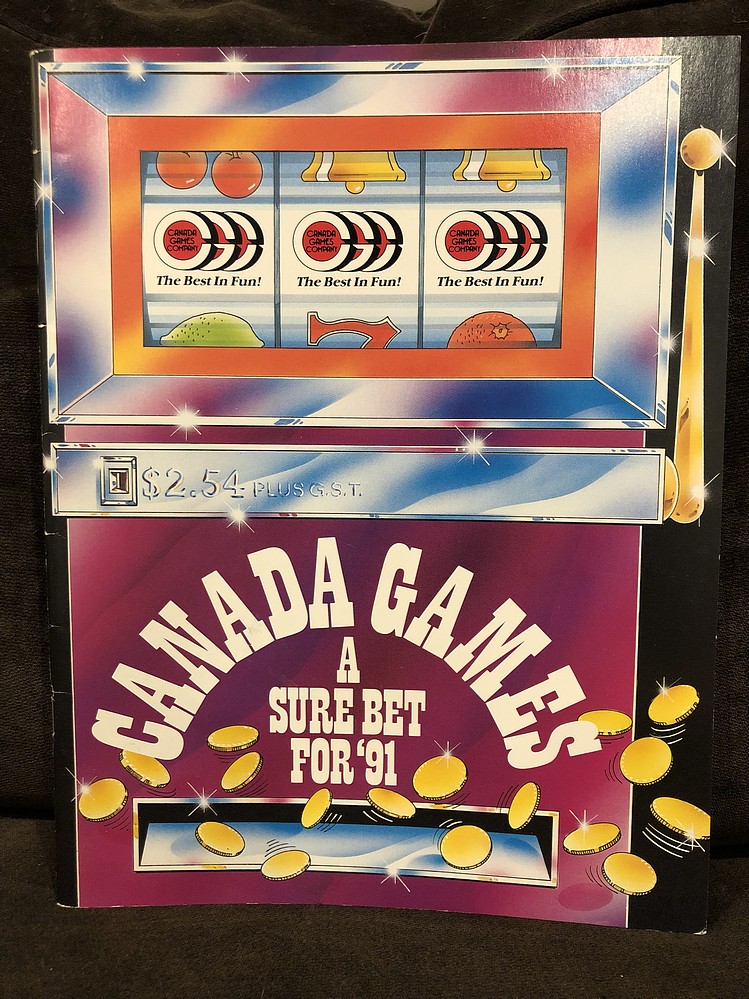 CANADA
GAMES
COMPANY
The Best In Fun!
CANADA
GAMES
COMPANY
The Best In Fun!
CANADA
GAMES
COMPANY
The Best In Fun!
7
$2.54 PLUS G.S.T.
CANADA GAMES
A
SURE BET
FOR '91